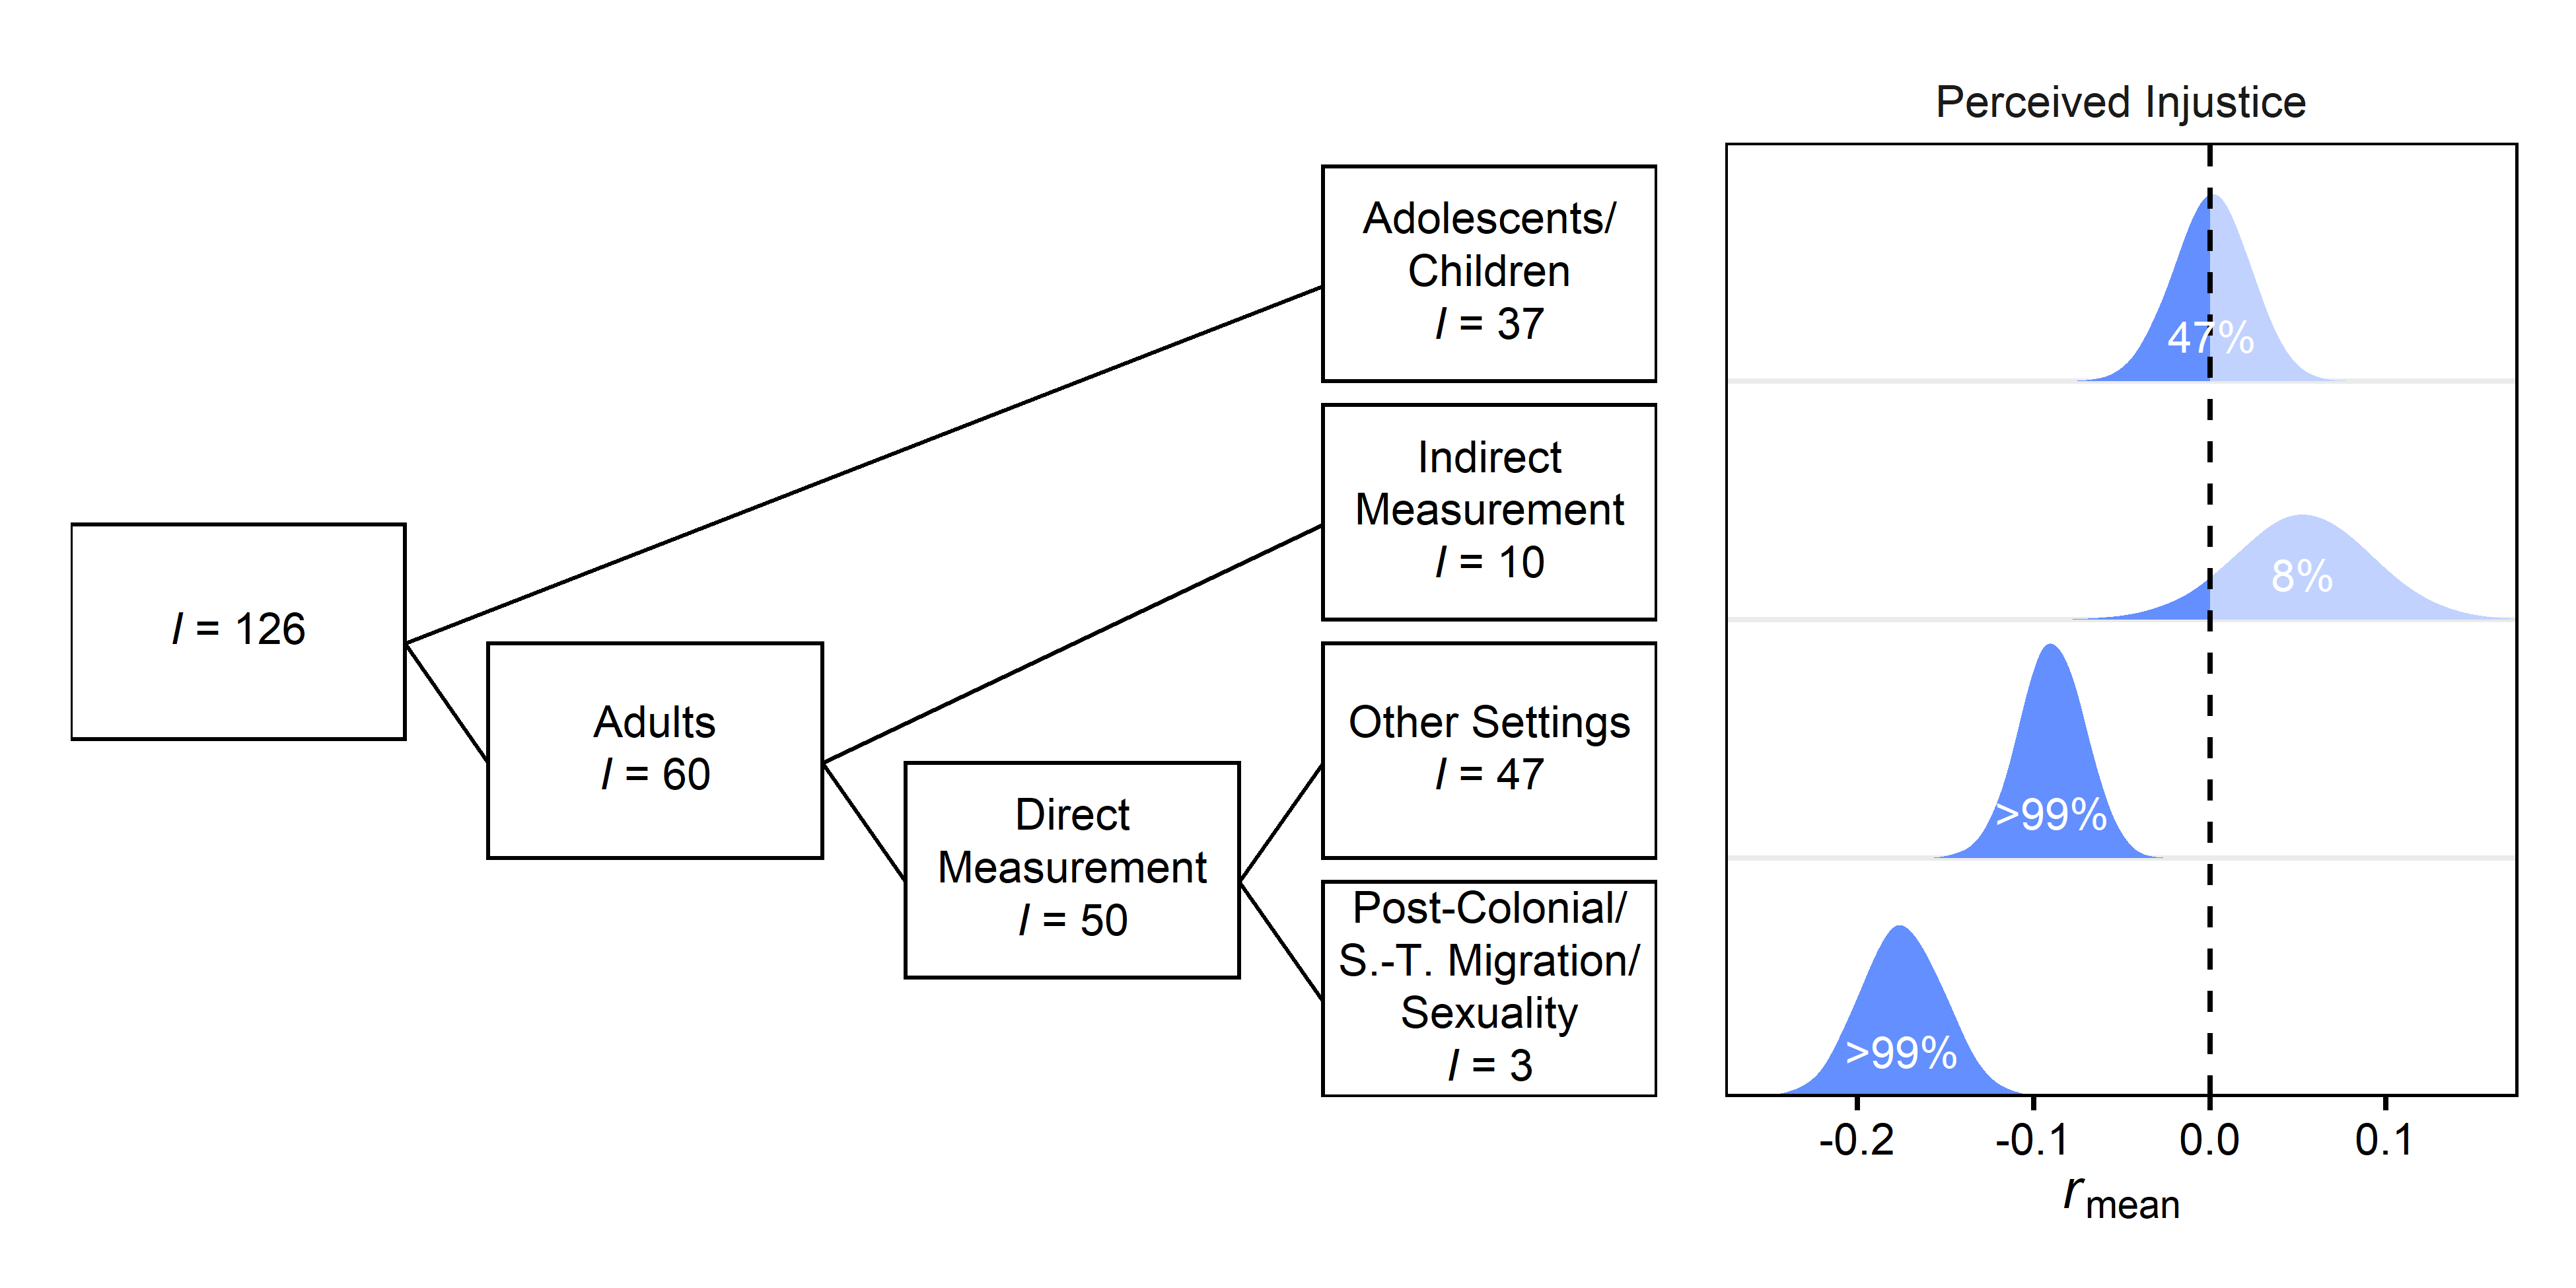 Perceived Injustice
Adolescents/
Children
l = 37
47%
Indirect
Measurement
l = 10
8%
l = 126
Adults
l = 60
Other Settings
l = 47
>99%
Direct
Measurement
l = 50
Post-Colonial/
S.-T. Migration/
Sexuality
l = 3
>99%
-0.2 -0.1 0.0 0.1
r mean